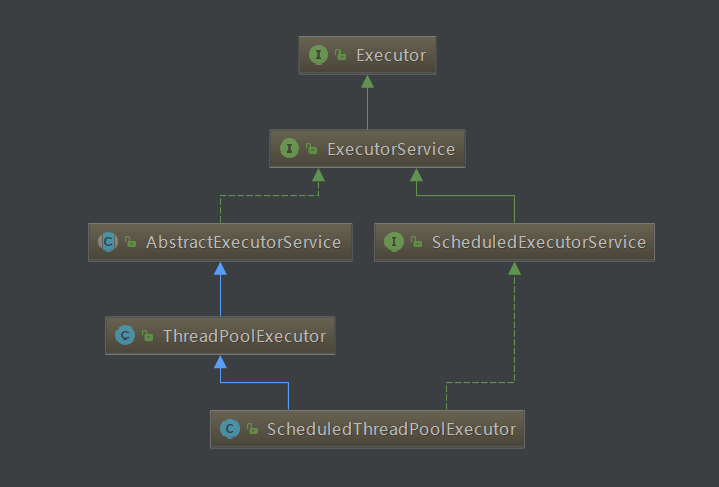 I Executor
I ExecutorService
C AbstractExecutorService
I ScheduledExecutorService
C ThreadPoolExecutor
C ScheduledThreadPoolExecutor